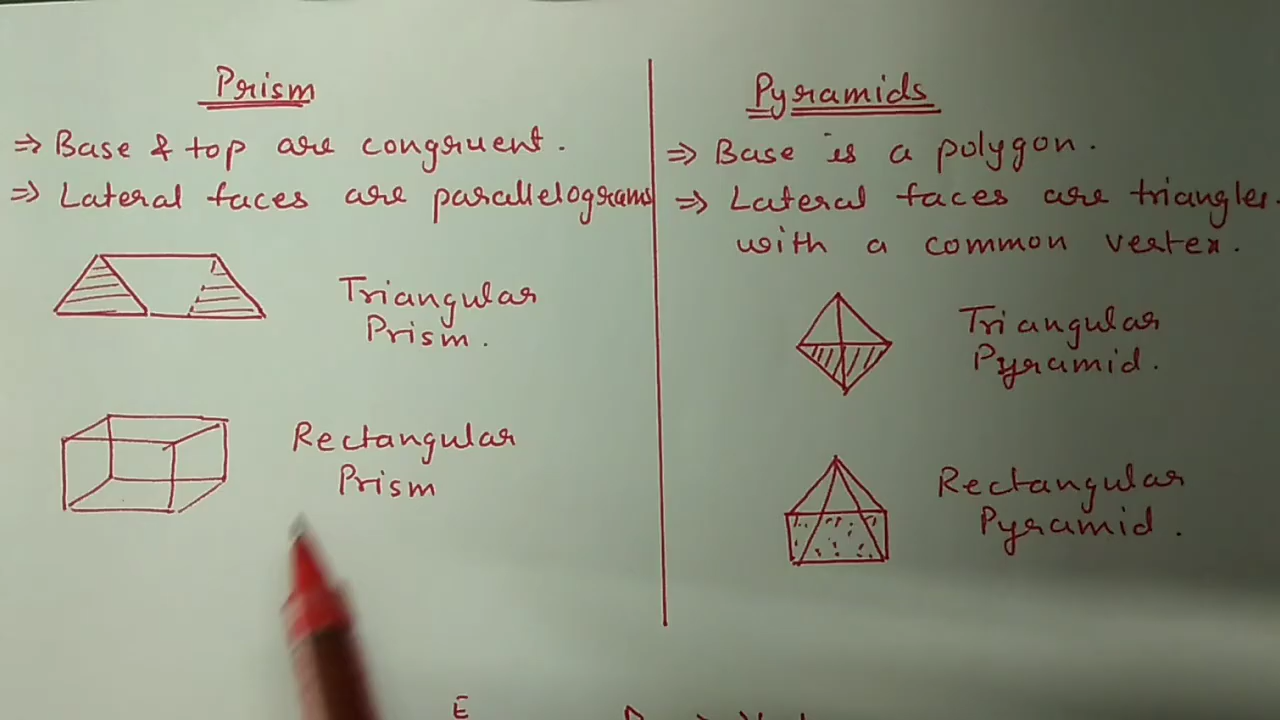 Prism
⇒ Base & top are congruent.
⇒ Lateral faces are parallelograms
Triangular
Prism.
Rectangular
Prism
Pyramids
⇒ Base is a polygon.
⇒ Lateral faces are triangles.
with a common vertex.
Triangular
Pyramid.
Rectangular
Pyramid.
E